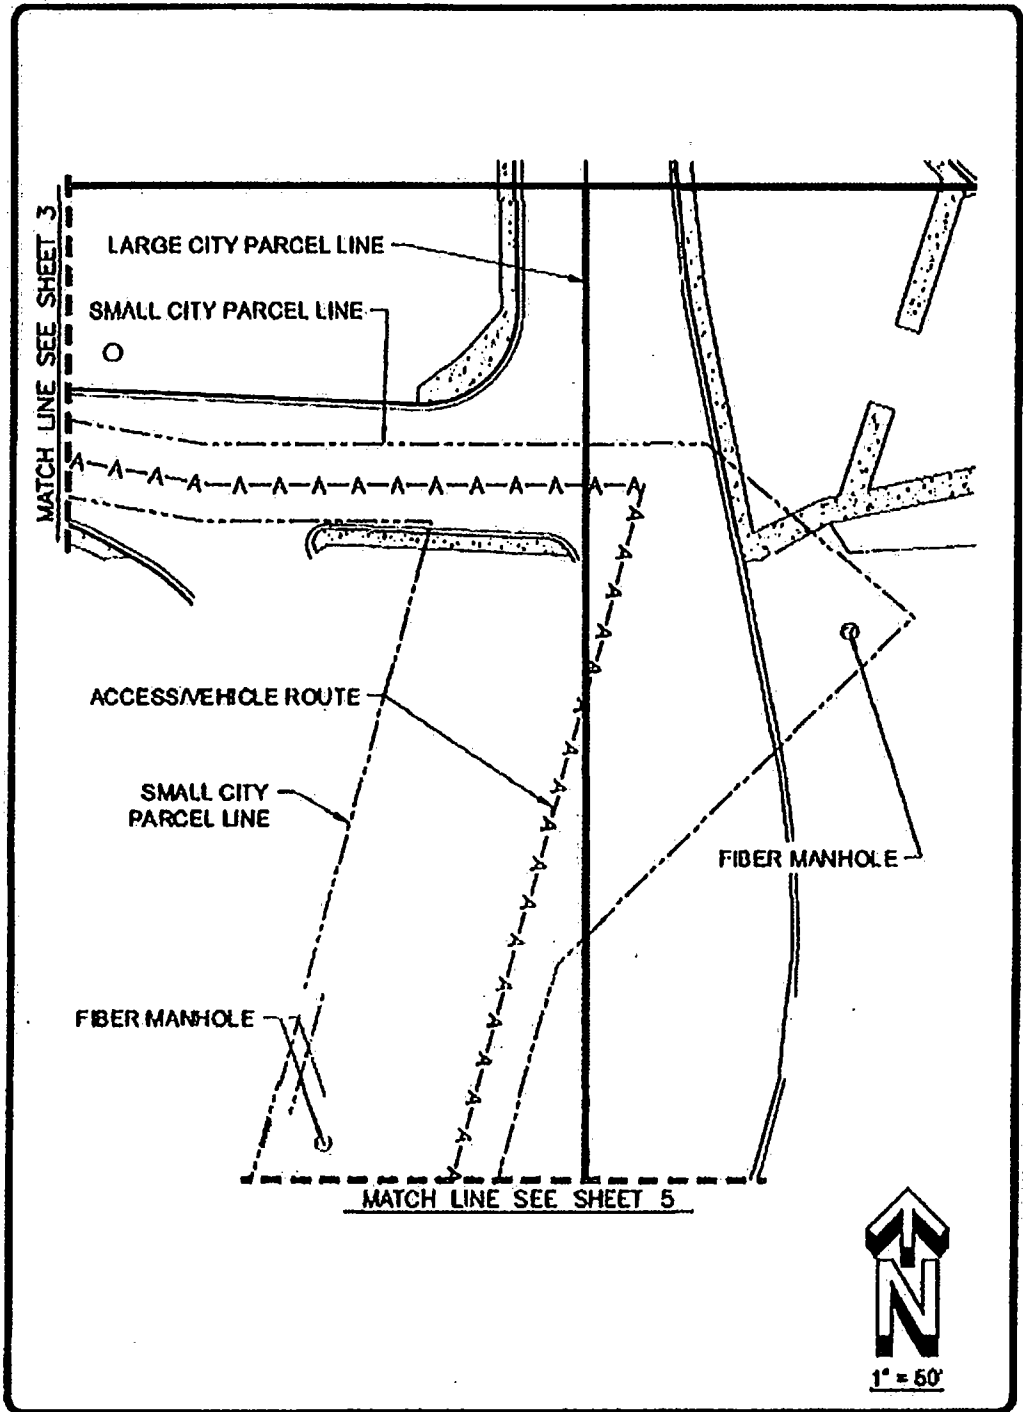 MATCH LINE SEE SHEET 3
LARGE CITY PARCEL LINE
SMALL CITY PARCEL LINE
ACCESS/VEHICLE ROUTE
SMALL CITY
PARCEL LINE
FIBER MANHOLE
FIBER MANHOLE
MATCH LINE SEE SHEET 5
N
1" = 50'